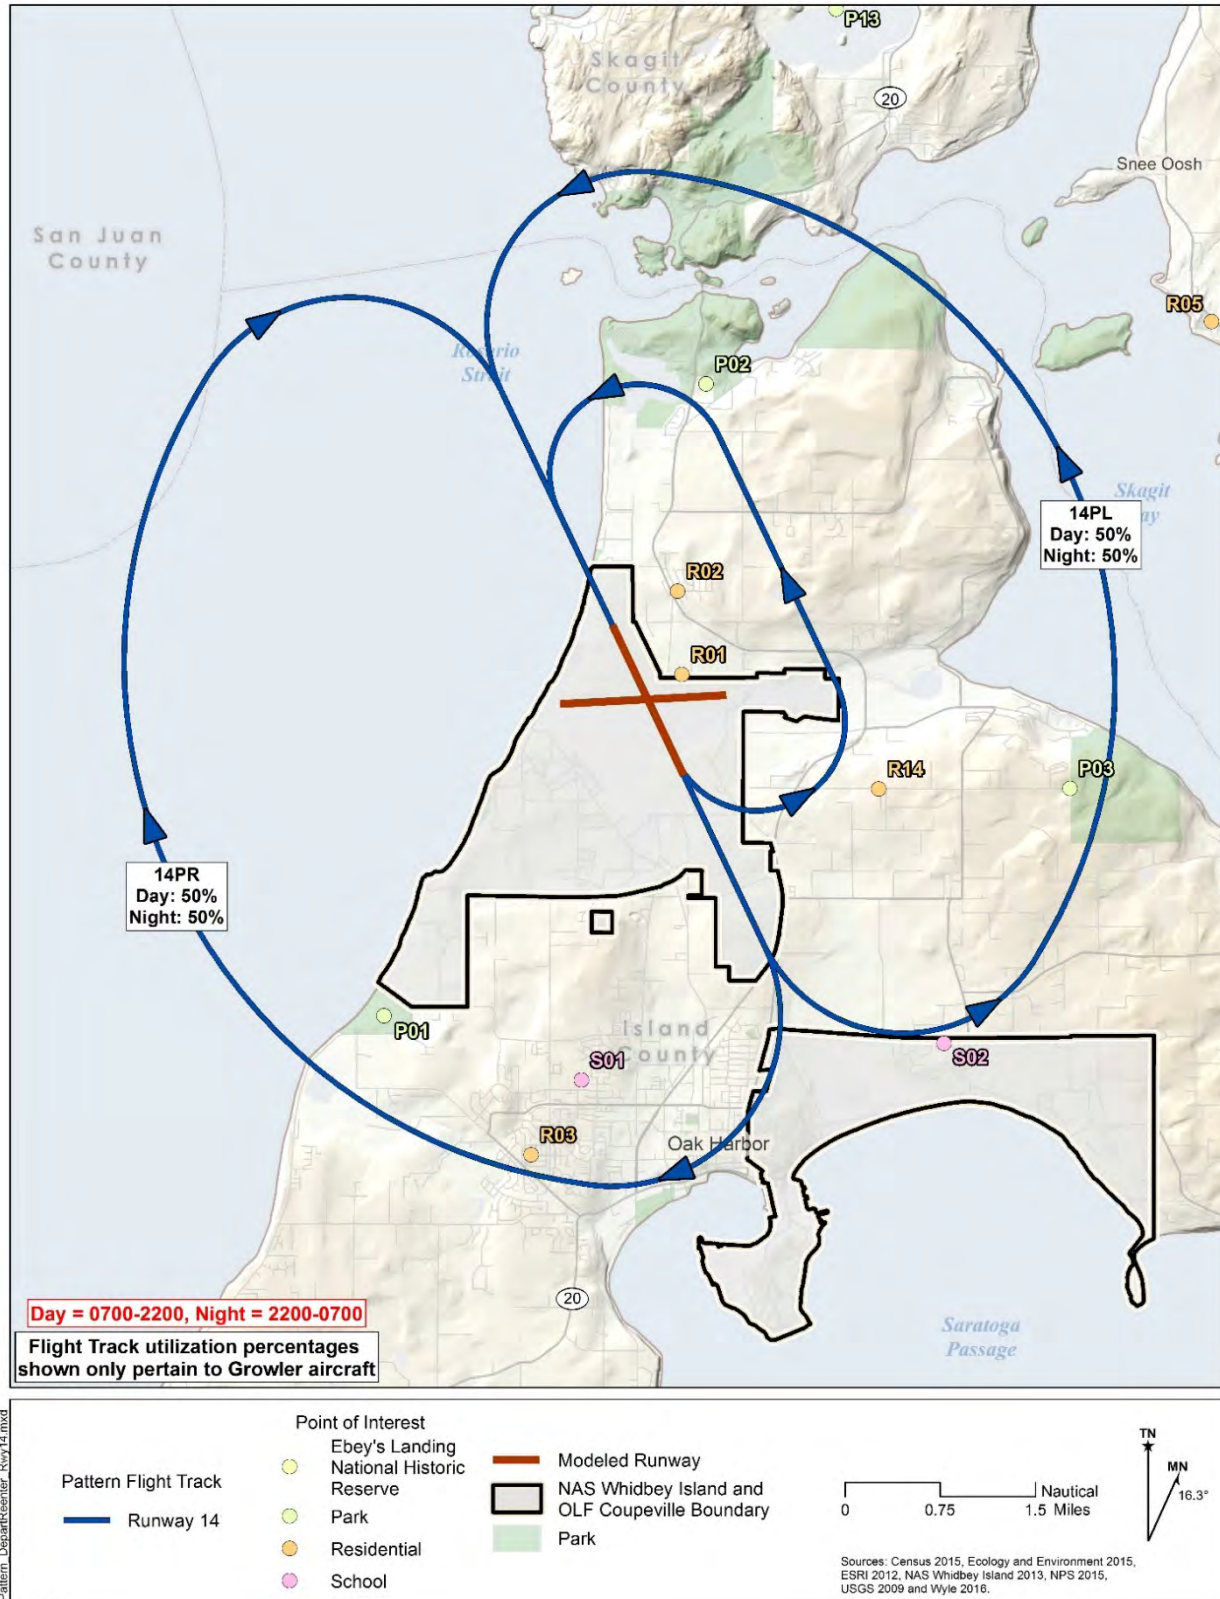 P13
Skagit
County
20
Snee Oosh
San Juan
County
R05
Rosario
Strait
P02
Skagit
14PL
Day: 50%
Night: 50%
R02
R01
R14
P03
14PR
Day: 50%
Night: 50%
P01
Island
County
S01
S02
Oak Harbor
R03
20
Day = 0700-2200, Night = 2200-0700
Saratoga
Passage
Flight Track utilization percentages
shown only pertain to Growler aircraft
Pattern_DepartReenter_Rwy14.mxd
Point of Interest
Pattern Flight Track
Runway 14
Ebey's Landing
National Historic
Reserve
Park
Residential
School
Modeled Runway
NAS Whidbey Island and
OLF Coupeville Boundary
Park
0 0.75 1.5 Nautical
Miles
TN
MN
16.3°
Sources: Census 2015, Ecology and Environment 2015,
ESRI 2012, NAS Whidbey Island 2013, NPS 2015,
USGS 2009 and Wyle 2016.